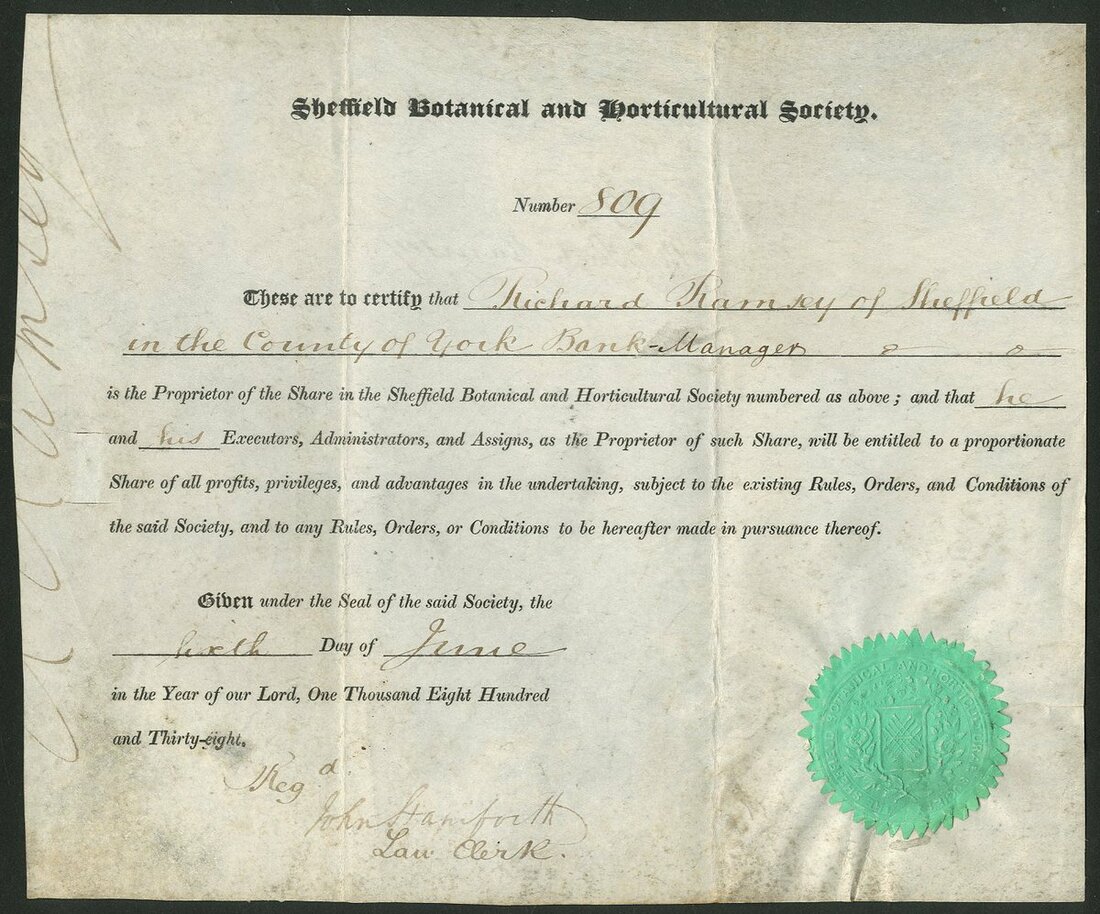 Sheffield Botanical and Horticultural Society.
Number 809
These are to certify that Richard Ramsey of Sheffield
in the County of York Bank-Manager
is the Proprietor of the Share in the Sheffield Botanical and Horticultural Society numbered as above; and that he
and his Executors, Administrators, and Assigns, as the Proprietor of such Share, will be entitled to a proportionate
Share of all profits, privileges, and advantages in the undertaking, subject to the existing Rules, Orders, and Conditions of
the said Society, and to any Rules, Orders, or Conditions to be hereafter made in pursuance thereof.
Given under the Seal of the said Society, the
sixth Day of June
in the Year of our Lord, One Thousand Eight Hundred
and Thirty-eight.
Regd
John Staniforth
Law Clerk.
Ramsey
BOTANICAL AND HORTICULTURAL